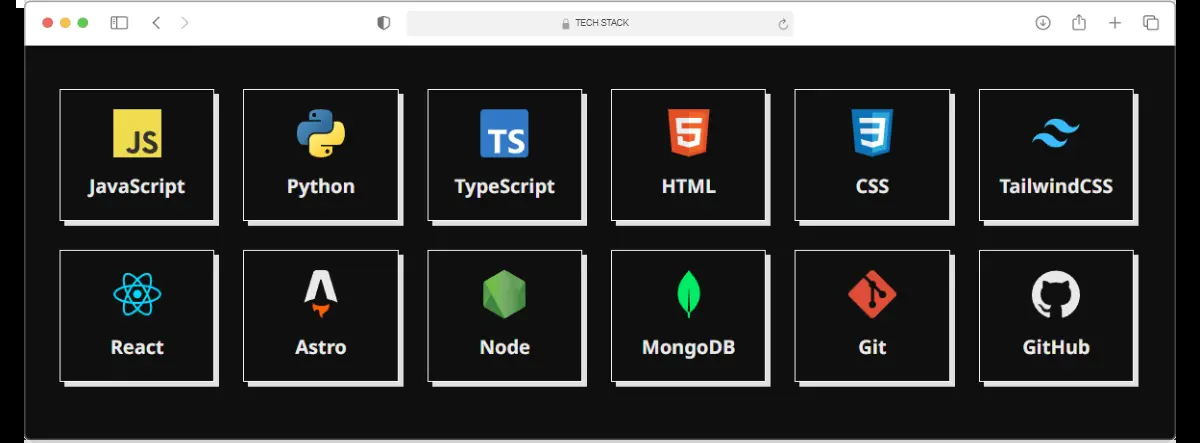 TECH STACK
JS TS 5 3
JavaScript Python TypeScript HTML CSS TailwindCSS
React Astro Node MongoDB Git GitHub